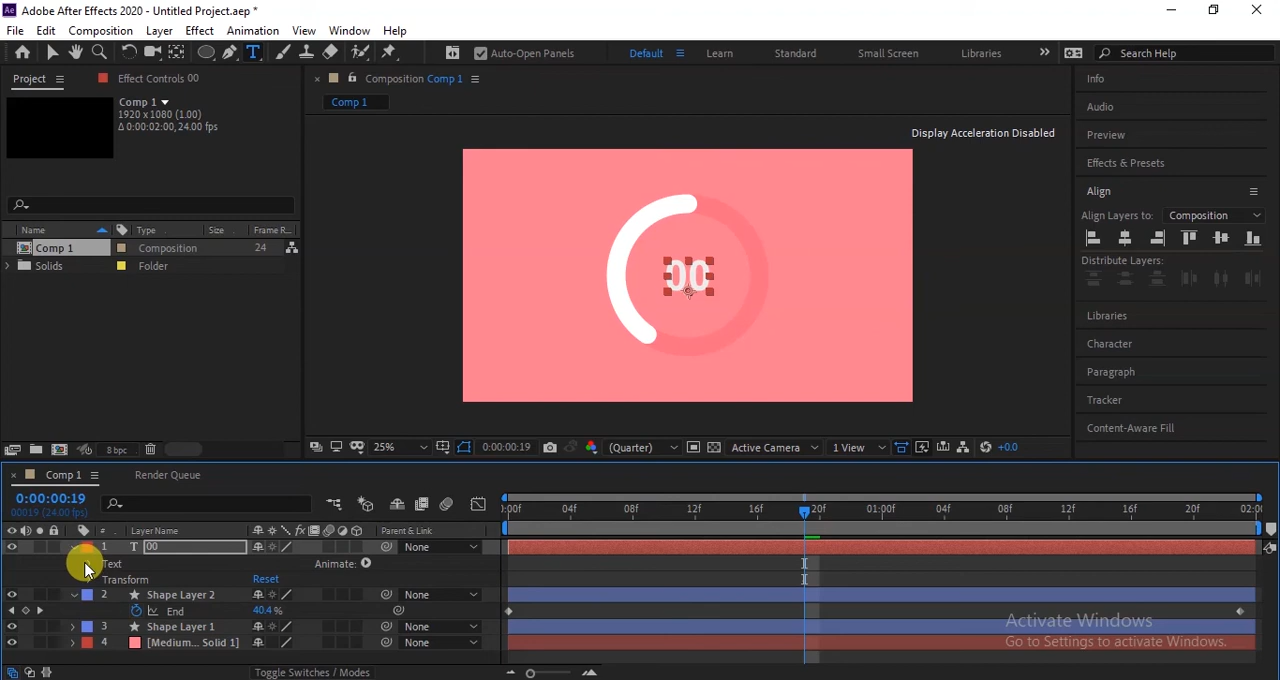 Adobe After Effects 2020 - Untitled Project.aep *
File Edit Composition Layer Effect Animation View Window Help
Auto-Open Panels Default Learn Standard Small Screen Libraries Search Help
Project Effect Controls 00
Comp 1
1920 x 1080 (1.00)
Δ 0:00:02:00, 24.00 fps
Name Type Size Frame R...
Comp 1 Composition 24
Solids Folder
8 bpc
Composition Comp 1
Comp 1
Display Acceleration Disabled
00
25% 0:00:00:19 (Quarter) Active Camera 1 View +0.0
Info
Audio
Preview
Effects & Presets
Align
Align Layers to: Composition
Distribute Layers:
Libraries
Character
Paragraph
Tracker
Content-Aware Fill
Comp 1 Render Queue
0:00:00:19
00019 (24.00 fps)
:00f 04f 08f 12f 16f 20f 01:00f 04f 08f 12f 16f 20f 02:0
# Layer Name fx Parent & Link
1 T 00 None
Text Animate:
Transform Reset
2 Shape Layer 2 None
End 40.4 %
3 Shape Layer 1 None
4 [Medium... Solid 1] None
Toggle Switches / Modes
Activate Windows
Go to Settings to activate Windows.